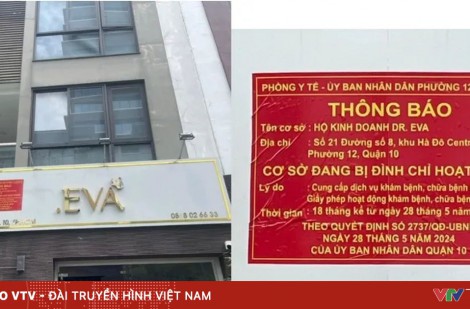 .EVA
08 8 02 66 33
PHÒNG Y TẾ - ỦY BAN NHÂN DÂN PHƯỜNG 12
THÔNG BÁO
Tên cơ sở : HỘ KINH DOANH DR. EVA
Địa chỉ : Số 21 Đường số 8, khu Hà Đô Cent
Phường 12, Quận 10
CƠ SỞ ĐANG BỊ ĐÌNH CHỈ HOẠT
Lý do : - Cung cấp dịch vụ khám bệnh, chữa bệnh
Giấy phép hoạt động khám bệnh, chữa bệ
Thời gian : 18 tháng kể từ ngày 28 tháng 5 năm
THEO QUYẾT ĐỊNH SỐ 2737/QĐ-UBN
NGÀY 28 THÁNG 5 NĂM 2024
CỦA ỦY BAN NHÂN DÂN QUẬN 10
O VTV - ĐÀI TRUYỀN HÌNH VIỆT NAM
VTV